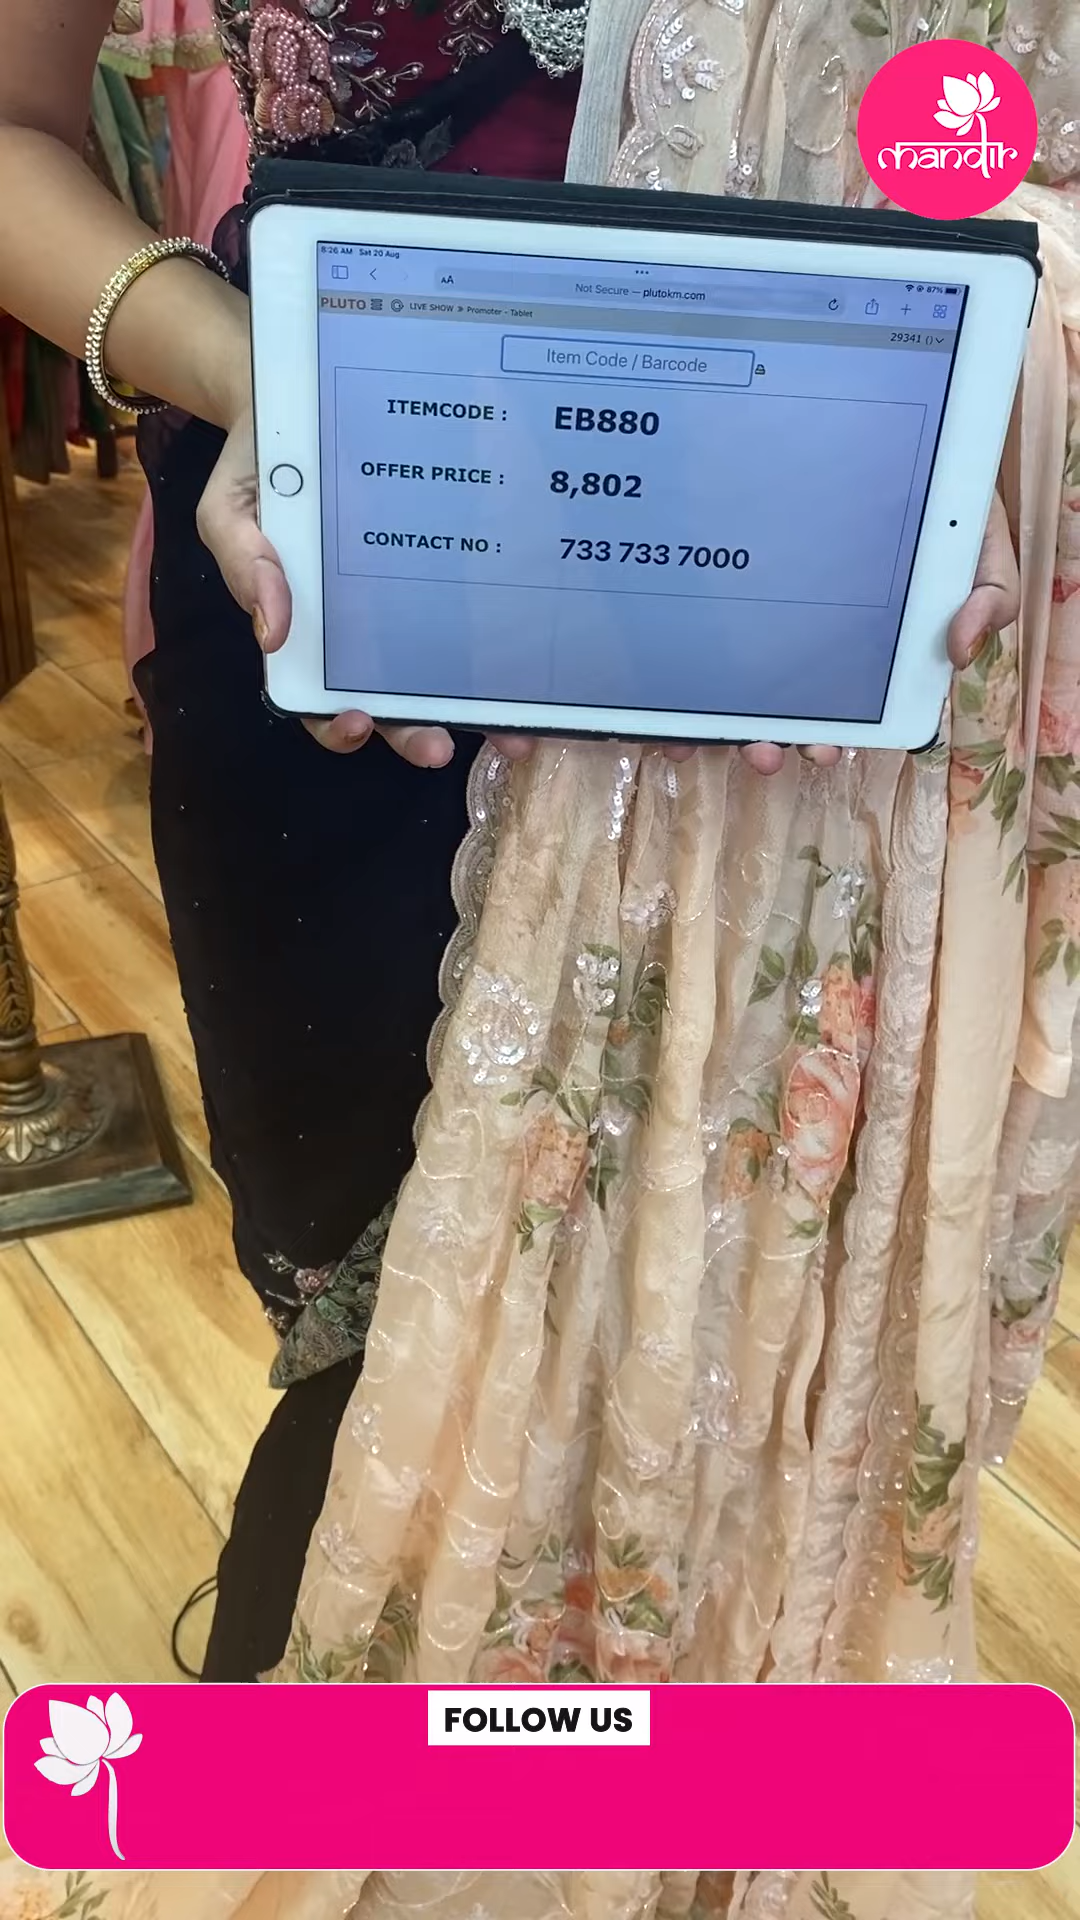 mandir
8:26 AM Sat 20 Aug
87%
AA
Not Secure — plutokm.com
PLUTO LIVE SHOW » Promoter - Tablet
29341 ()
Item Code / Barcode
ITEMCODE : EB880
OFFER PRICE : 8,802
CONTACT NO : 733 733 7000
FOLLOW US